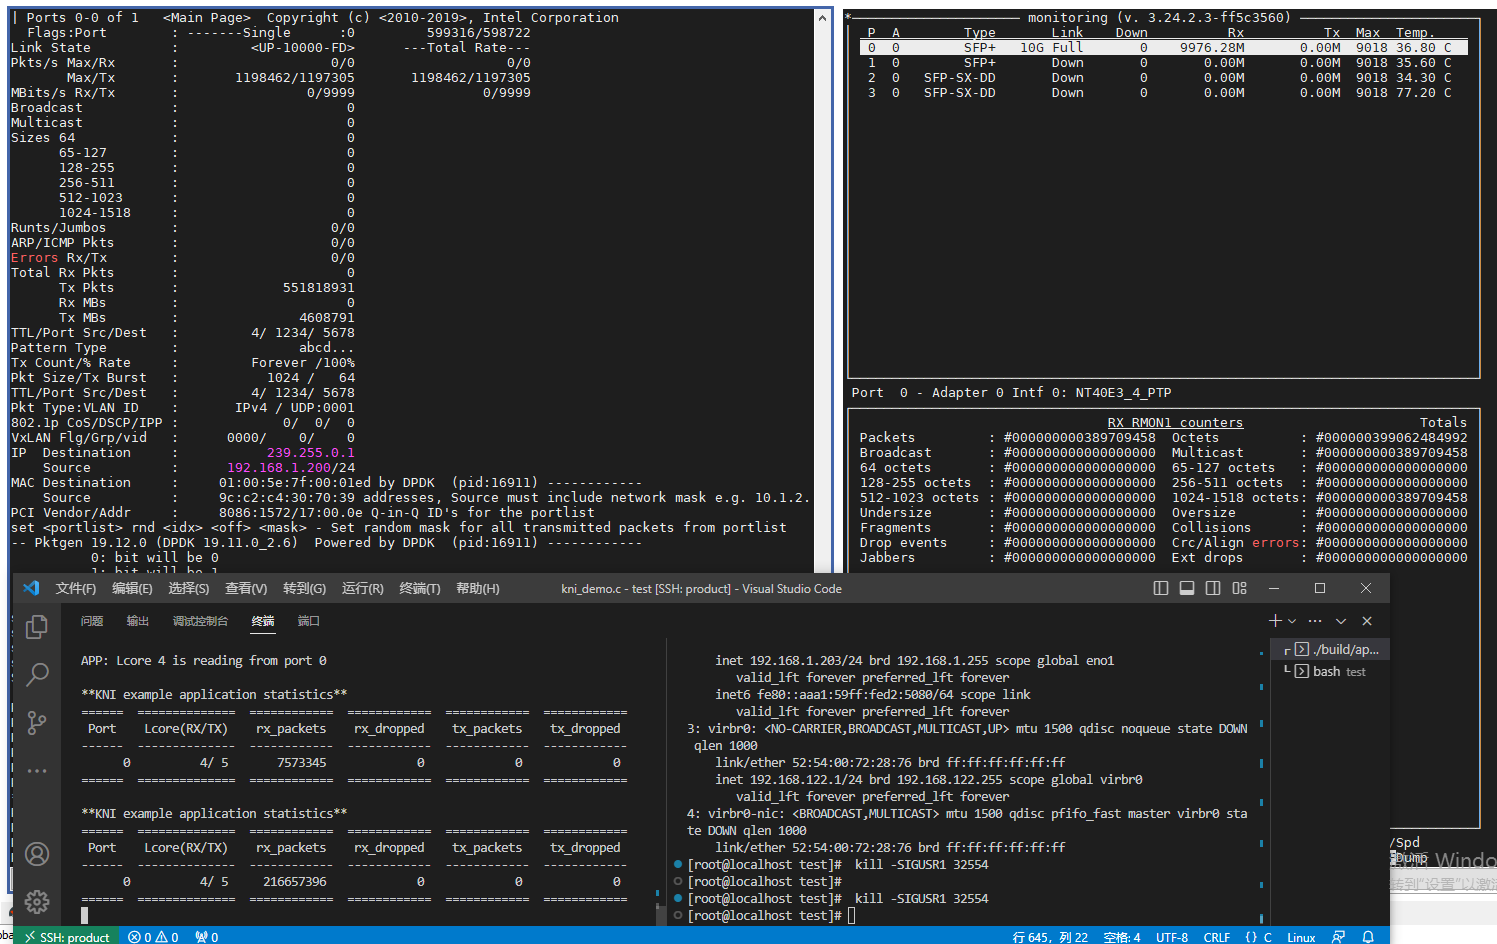 | Ports 0-0 of 1   <Main Page>  Copyright (c) <2010-2019>, Intel Corporation
Flags:Port : -------Single :0 599316/598722
Link State : <UP-10000-FD> ---Total Rate---
Pkts/s Max/Rx : 0/0 0/0
Max/Tx : 1198462/1197305 1198462/1197305
MBits/s Rx/Tx : 0/9999 0/9999
Broadcast : 0
Multicast : 0
Sizes 64 : 0
65-127 : 0
128-255 : 0
256-511 : 0
512-1023 : 0
1024-1518 : 0
Runts/Jumbos : 0/0
ARP/ICMP Pkts : 0/0
Errors Rx/Tx : 0/0
Total Rx Pkts : 0
Tx Pkts : 551818931
Rx MBs : 0
Tx MBs : 4608791
TTL/Port Src/Dest : 4/ 1234/ 5678
Pattern Type : abcd...
Tx Count/% Rate : Forever /100%
Pkt Size/Tx Burst : 1024 / 64
TTL/Port Src/Dest : 4/ 1234/ 5678
Pkt Type:VLAN ID : IPv4 / UDP:0001
802.1p CoS/DSCP/IPP : 0/ 0/ 0
VxLAN Flg/Grp/vid : 0000/ 0/ 0
IP Destination : 239.255.0.1
Source : 192.168.1.200/24
MAC Destination : 01:00:5e:7f:00:01ed by DPDK (pid:16911) ------------
Source : 9c:c2:c4:30:70:39 addresses, Source must include network mask e.g. 10.1.2.
PCI Vendor/Addr : 8086:1572/17:00.0e Q-in-Q ID's for the portlist
set <portlist> rnd <idx> <off> <mask> - Set random mask for all transmitted packets from portlist
-- Pktgen 19.12.0 (DPDK 19.11.0_2.6)  Powered by DPDK  (pid:16911) ------------
0: bit will be 0
1: bit will be 1
* monitoring (v. 3.24.2.3-ff5c3560)
P A Type Link Down Rx Tx Max Temp.
0 0 SFP+ 10G Full 0 9976.28M 0.00M 9018 36.80 C
1 0 SFP+ Down 0 0.00M 0.00M 9018 35.60 C
2 0 SFP-SX-DD Down 0 0.00M 0.00M 9018 34.30 C
3 0 SFP-SX-DD Down 0 0.00M 0.00M 9018 77.20 C
Port  0 - Adapter 0 Intf 0: NT40E3_4_PTP
RX RMON1 counters Totals
Packets : #000000000389709458 Octets : #000000399062484992
Broadcast : #000000000000000000 Multicast : #000000000389709458
64 octets : #000000000000000000 65-127 octets : #000000000000000000
128-255 octets : #000000000000000000 256-511 octets : #000000000000000000
512-1023 octets : #000000000000000000 1024-1518 octets: #000000000389709458
Undersize : #000000000000000000 Oversize : #000000000000000000
Fragments : #000000000000000000 Collisions : #000000000000000000
Drop events : #000000000000000000 Crc/Align errors: #000000000000000000
Jabbers : #000000000000000000 Ext drops : #000000000000000000
/Spd
Dump
文件(F) 编辑(E) 选择(S) 查看(V) 转到(G) 运行(R) 终端(T) 帮助(H) kni_demo.c - test [SSH: product] - Visual Studio Code
问题 输出 调试控制台 终端 端口
APP: Lcore 4 is reading from port 0
**KNI example application statistics**
====== ============== ============ ============ ============ ============
Port Lcore(RX/TX) rx_packets rx_dropped tx_packets tx_dropped
------ -------------- ------------ ------------ ------------ ------------
0 4/ 5 7573345 0 0 0
====== ============== ============ ============ ============ ============
**KNI example application statistics**
====== ============== ============ ============ ============ ============
Port Lcore(RX/TX) rx_packets rx_dropped tx_packets tx_dropped
------ -------------- ------------ ------------ ------------ ------------
0 4/ 5 216657396 0 0 0
====== ============== ============ ============ ============ ============
inet 192.168.1.203/24 brd 192.168.1.255 scope global eno1
valid_lft forever preferred_lft forever
inet6 fe80::aaa1:59ff:fed2:5080/64 scope link
valid_lft forever preferred_lft forever
3: virbr0: <NO-CARRIER,BROADCAST,MULTICAST,UP> mtu 1500 qdisc noqueue state DOWN
qlen 1000
link/ether 52:54:00:72:28:76 brd ff:ff:ff:ff:ff:ff
inet 192.168.122.1/24 brd 192.168.122.255 scope global virbr0
valid_lft forever preferred_lft forever
4: virbr0-nic: <BROADCAST,MULTICAST> mtu 1500 qdisc pfifo_fast master virbr0 sta
te DOWN qlen 1000
link/ether 52:54:00:72:28:76 brd ff:ff:ff:ff:ff:ff
[root@localhost test]#  kill -SIGUSR1 32554
[root@localhost test]#
[root@localhost test]#  kill -SIGUSR1 32554
[root@localhost test]#
./build/ap...
bash test
Windo
转到"设置"以激
SSH: product 0 0 0 行 645，列 22 空格: 4 UTF-8 CRLF {} C Linux